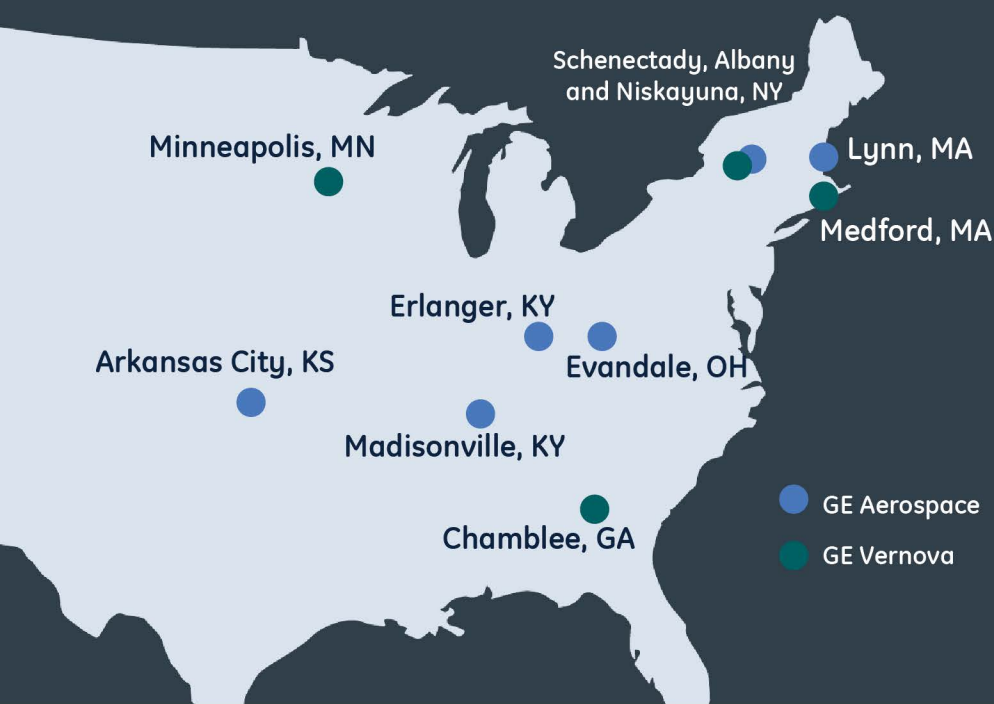 Schenectady, Albany
and Niskayuna, NY
Minneapolis, MN
Lynn, MA
Medford, MA
Erlanger, KY
Arkansas City, KS
Evandale, OH
Madisonville, KY
GE Aerospace
Chamblee, GA
GE Vernova